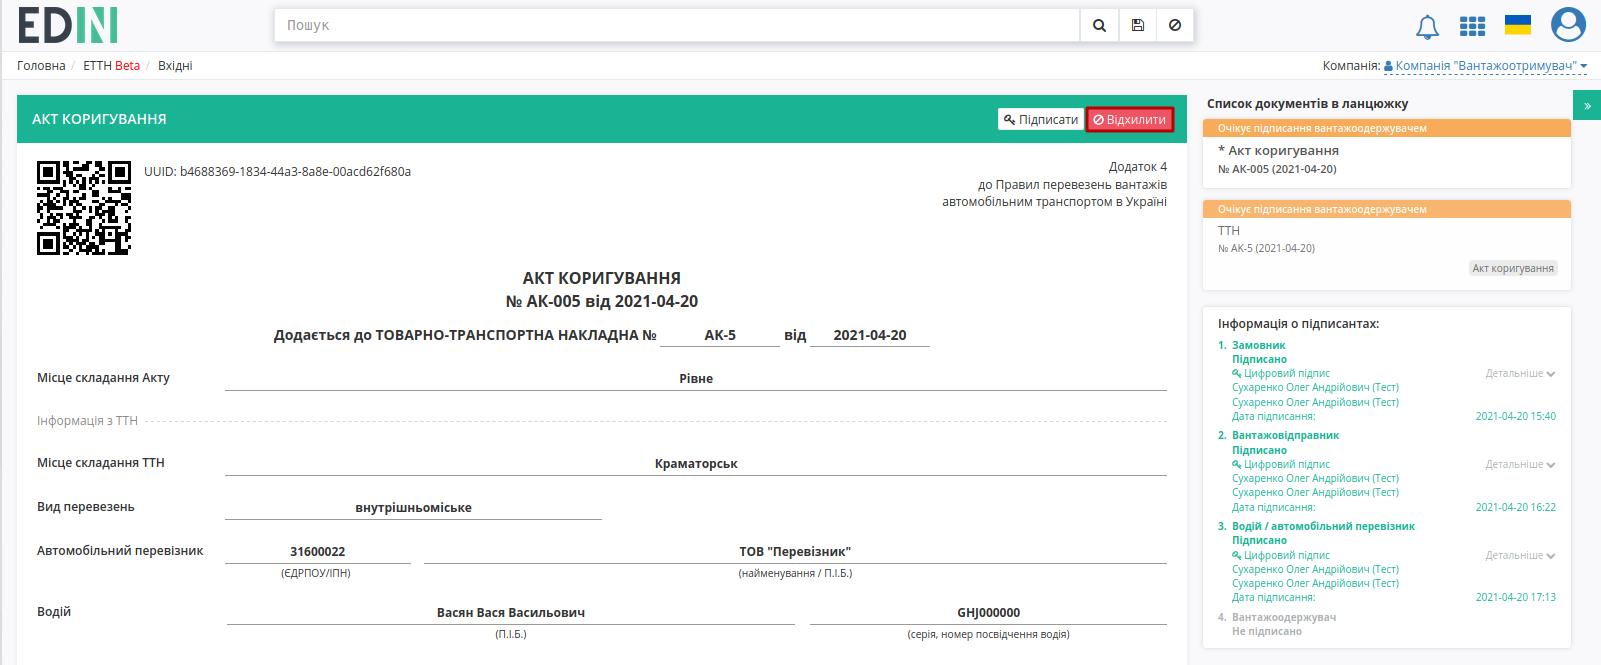 EDIN
Пошук
Головна / ЕТТН Beta / Вхідні
Компанія: Компанія "Вантажоотримувач"
АКТ КОРИГУВАННЯ
Підписати
Відхилити
UUID: b4688369-1834-44a3-8a8e-00acd62f680a
Додаток 4
до Правил перевезень вантажів
автомобільним транспортом в Україні
АКТ КОРИГУВАННЯ
№ АК-005 від 2021-04-20
Додається до ТОВАРНО-ТРАНСПОРТНА НАКЛАДНА № АК-5 від 2021-04-20
Місце складання Акту Рівне
Інформація з ТТН
Місце складання ТТН Краматорськ
Вид перевезень внутрішньоміське
Автомобільний перевізник 31600022 ТОВ "Перевізник"
(ЄДРПОУ/ІПН) (найменування / П.І.Б.)
Водій Васян Вася Васильович GHJ000000
(П.І.Б.) (серія, номер посвідчення водія)
Список документів в ланцюжку
»
Очікує підписання вантажоодержувачем
* Акт коригування
№ АК-005 (2021-04-20)
Очікує підписання вантажоодержувачем
ТТН
№ АК-5 (2021-04-20)
Акт коригування
Інформація о підписантах:
1. Замовник
Підписано
Цифровий підпис Детальніше
Сухаренко Олег Андрійович (Тест)
Сухаренко Олег Андрійович (Тест)
Дата підписання: 2021-04-20 15:40
2. Вантажовідправник
Підписано
Цифровий підпис Детальніше
Сухаренко Олег Андрійович (Тест)
Сухаренко Олег Андрійович (Тест)
Дата підписання: 2021-04-20 16:22
3. Водій / автомобільний перевізник
Підписано
Цифровий підпис Детальніше
Сухаренко Олег Андрійович (Тест)
Сухаренко Олег Андрійович (Тест)
Дата підписання: 2021-04-20 17:13
4. Вантажоодержувач
Не підписано